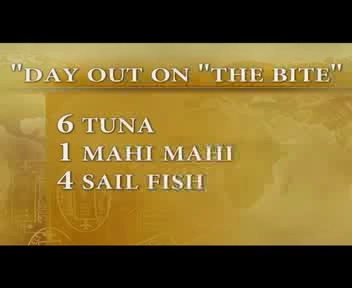 "DAY OUT ON "THE BITE"
6 TUNA
1 MAHI MAHI
4 SAIL FISH